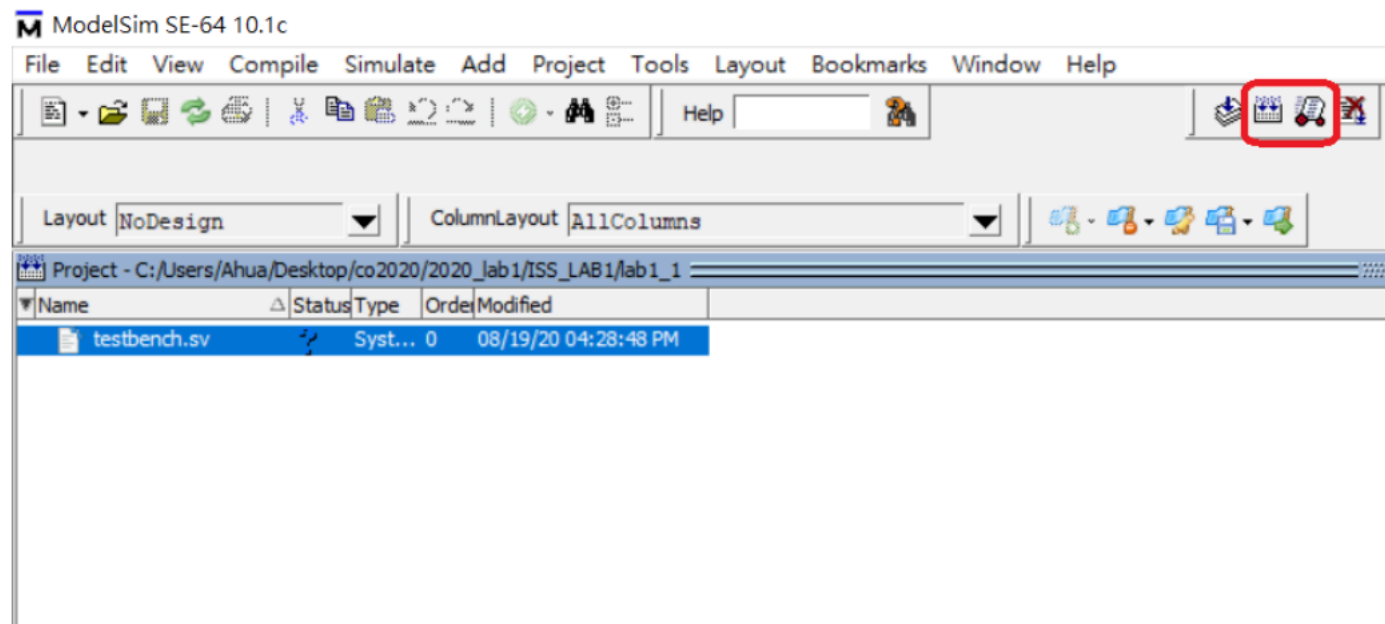 ModelSim SE-64 10.1c
File Edit View Compile Simulate Add Project Tools Layout Bookmarks Window Help
Help
Layout NoDesign ColumnLayout AllColumns
Project - C:/Users/Ahua/Desktop/co2020/2020_lab1/ISS_LAB1/lab1_1
Name Status Type Order Modified
testbench.sv ? Syst... 0 08/19/20 04:28:48 PM